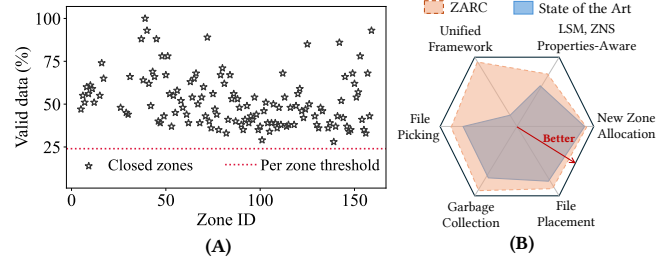 Valid data (%)
100
75
50
25
Closed zones
Per zone threshold
0
50
100
150
Zone ID
(A)
ZARC
State of the Art
Unified
Framework
LSM, ZNS
Properties-Aware
File
Picking
New Zone
Allocation
Better
Garbage
Collection
File
Placement
(B)